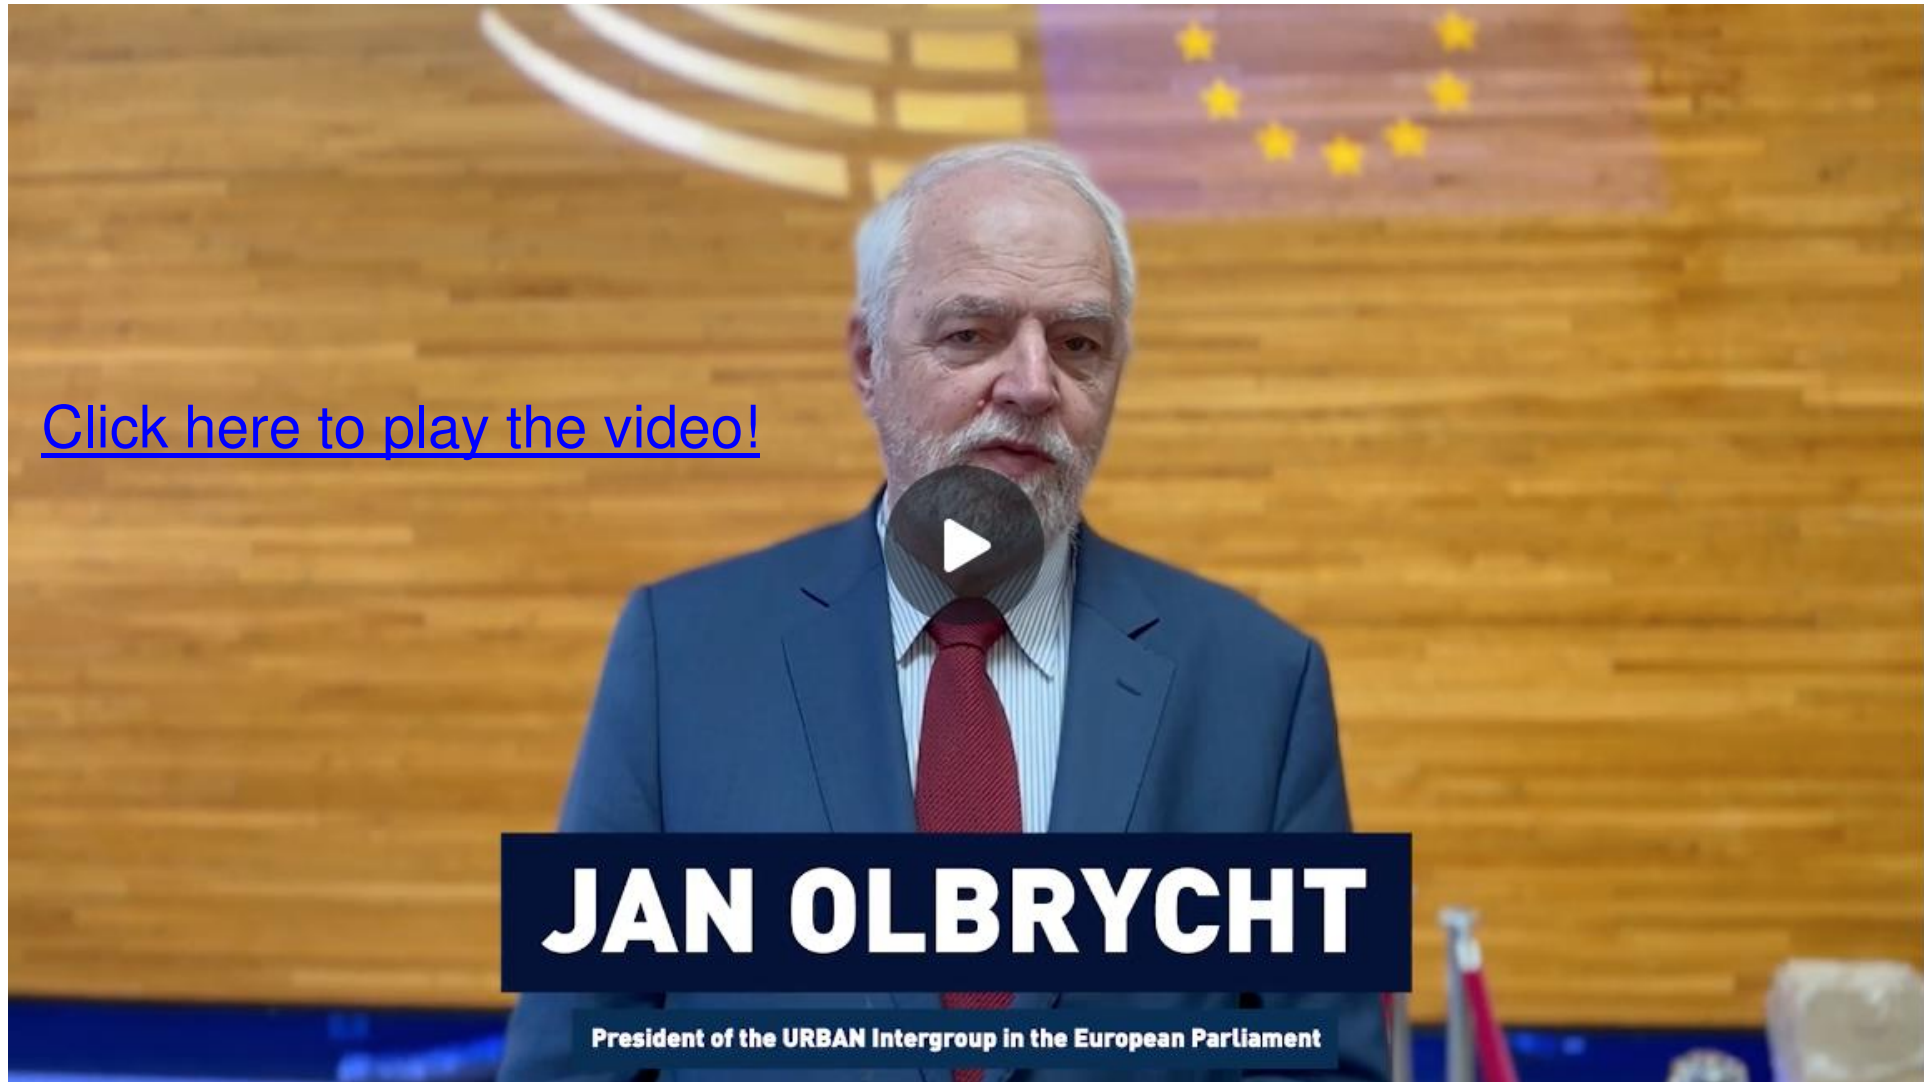 Click here to play the video!
JAN OLBRYCHT
President of the URBAN Intergroup in the European Parliament